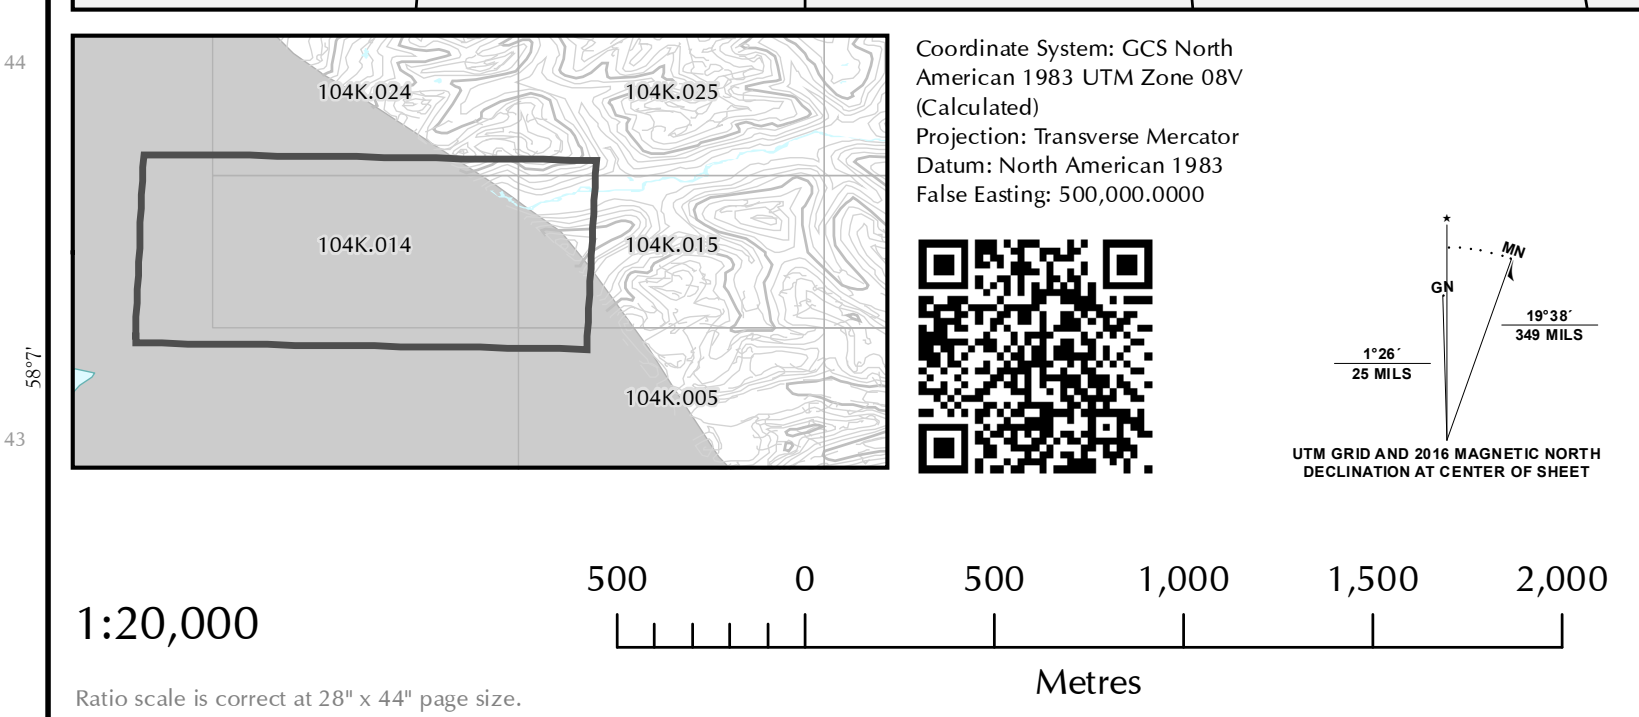 44
104K.024
104K.025
104K.014
104K.015
58°7'
104K.005
43
Coordinate System: GCS North
American 1983 UTM Zone 08V
(Calculated)
Projection: Transverse Mercator
Datum: North American 1983
False Easting: 500,000.0000
MN
GN
19°38´
349 MILS
1°26´
25 MILS
UTM GRID AND 2016 MAGNETIC NORTH
DECLINATION AT CENTER OF SHEET
1:20,000
500 0 500 1,000 1,500 2,000
Metres
Ratio scale is correct at 28" x 44" page size.